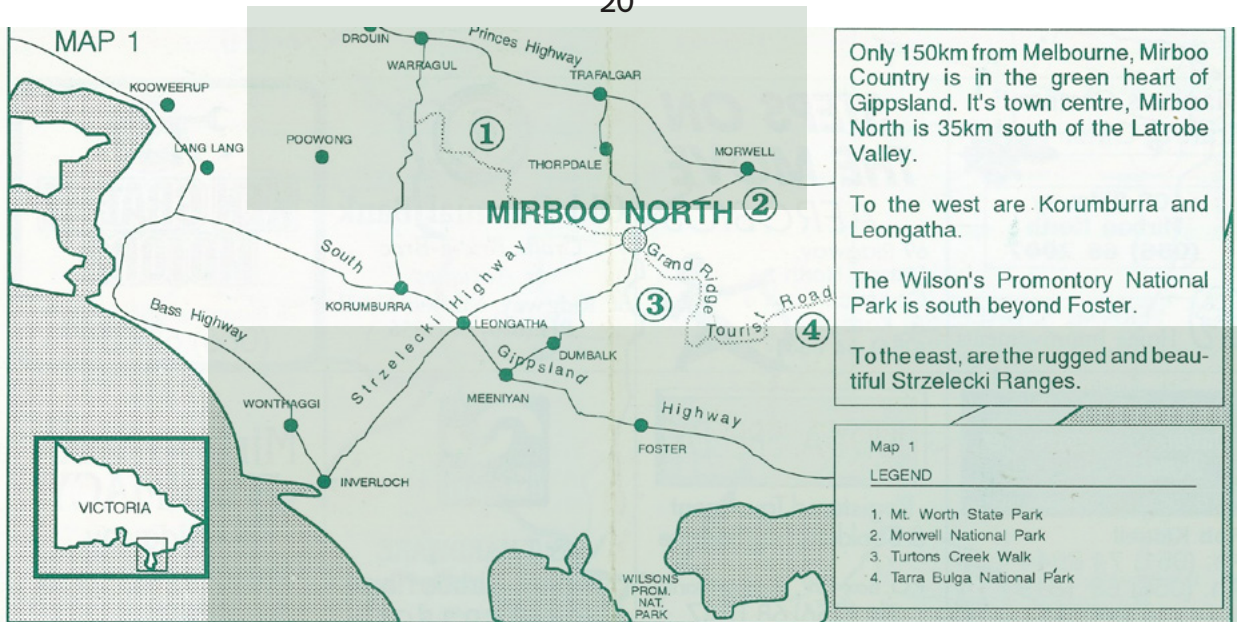 20
MAP 1
DROUIN
Princes Highway
WARRAGUL
TRAFALGAR
KOOWEERUP
1
POOWONG
LANG LANG
THORPDALE
MORWELL
MIRBOO NORTH
2
South
Strzelecki Highway
Grand Ridge
Tourist Road
3
4
KORUMBURRA
Bass Highway
LEONGATHA
Gippsland
DUMBALK
MEENIYAN
WONTHAGGI
Highway
FOSTER
INVERLOCH
VICTORIA
WILSONS
PROM.
NAT.
PARK
Only 150km from Melbourne, Mirboo
Country is in the green heart of
Gippsland. It's town centre, Mirboo
North is 35km south of the Latrobe
Valley.
To the west are Korumburra and
Leongatha.
The Wilson's Promontory National
Park is south beyond Foster.
To the east, are the rugged and beau-
tiful Strzelecki Ranges.
Map 1
LEGEND
1. Mt. Worth State Park
2. Morwell National Park
3. Turtons Creek Walk
4. Tarra Bulga National Park